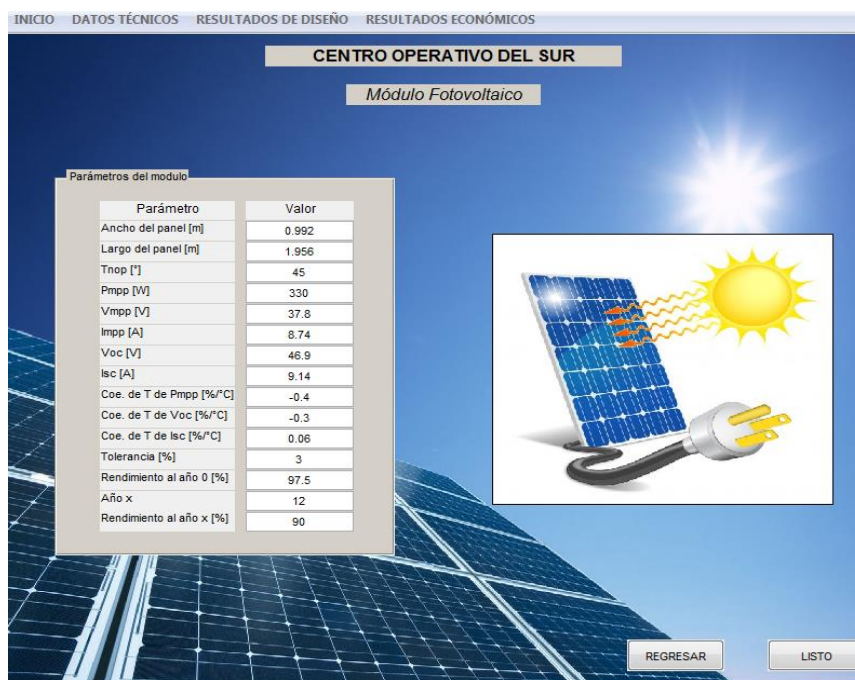 INICIO DATOS TÉCNICOS RESULTADOS DE DISEÑO RESULTADOS ECONÓMICOS
CENTRO OPERATIVO DEL SUR
Módulo Fotovoltaico
Parámetros del modulo
Parámetro Valor
Ancho del panel [m] 0.992
Largo del panel [m] 1.956
Tnop [°] 45
Pmpp [W] 330
Vmpp [V] 37.8
Impp [A] 8.74
Voc [V] 46.9
Isc [A] 9.14
Coe. de T de Pmpp [%/°C] -0.4
Coe. de T de Voc [%/°C] -0.3
Coe. de T de Isc [%/°C] 0.06
Tolerancia [%] 3
Rendimiento al año 0 [%] 97.5
Año x 12
Rendimiento al año x [%] 90
REGRESAR LISTO